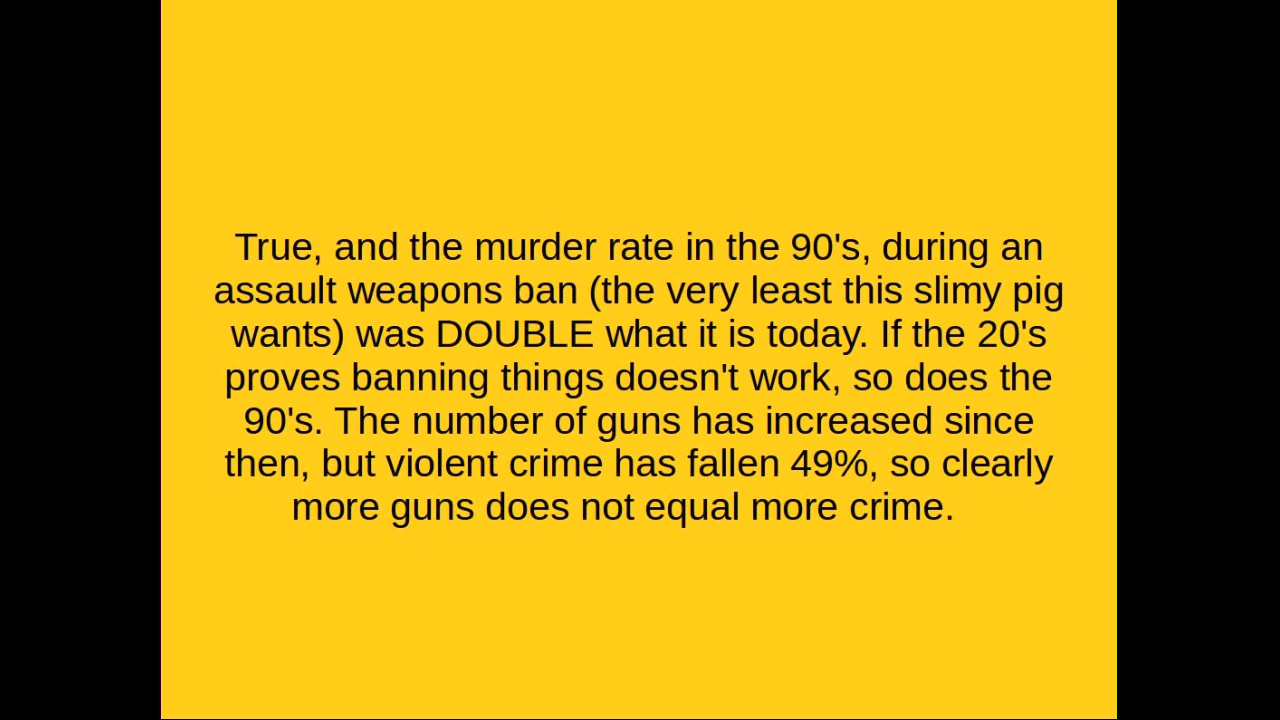 True, and the murder rate in the 90's, during an
assault weapons ban (the very least this slimy pig
wants) was DOUBLE what it is today. If the 20's
proves banning things doesn't work, so does the
90's. The number of guns has increased since
then, but violent crime has fallen 49%, so clearly
more guns does not equal more crime.